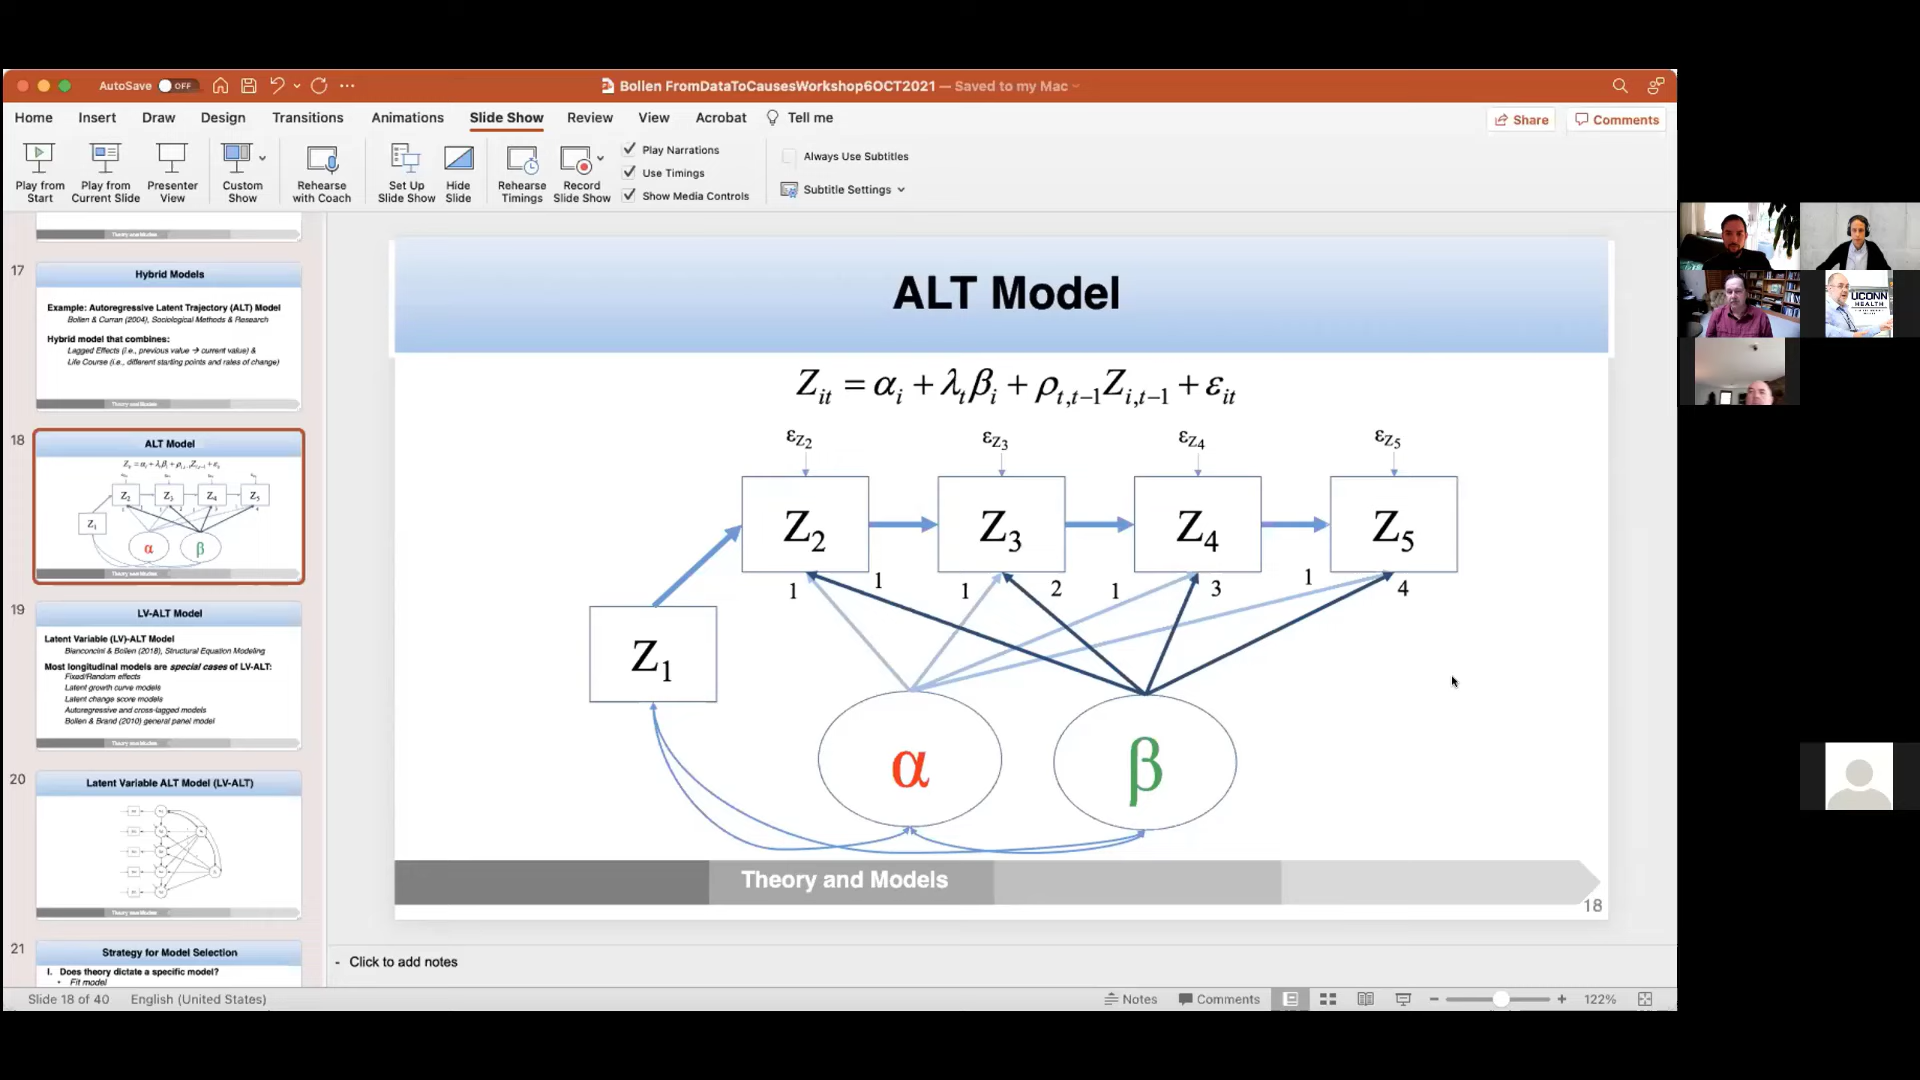 AutoSave OFF
Bollen FromDataToCausesWorkshop6OCT2021 — Saved to my Mac
Home Insert Draw Design Transitions Animations Slide Show Review View Acrobat Tell me
Share Comments
Play from Start
Play from Current Slide
Presenter View
Custom Show
Rehearse with Coach
Set Up Slide Show
Hide Slide
Rehearse Timings
Record Slide Show
Play Narrations
Use Timings
Show Media Controls
Always Use Subtitles
Subtitle Settings
Theory and Models
17
Hybrid Models
Example: Autoregressive Latent Trajectory (ALT) Model
Bollen & Curran (2004), Sociological Methods & Research
Hybrid model that combines:
Lagged Effects (i.e., previous value → current value) &
Life Course (i.e., different starting points and rates of change)
Theory and Models
18
ALT Model
Z₂ Z₃ Z₄ Z₅
Z₁
α β
Theory and Models
19
LV-ALT Model
Latent Variable (LV)-ALT Model
Bianconcini & Bollen (2018), Structural Equation Modeling
Most longitudinal models are special cases of LV-ALT:
Fixed/Random effects
Latent growth curve models
Latent change score models
Autoregressive and cross-lagged models
Bollen & Brand (2010) general panel model
Theory and Models
20
Latent Variable ALT Model (LV-ALT)
Theory and Models
21
Strategy for Model Selection
I. Does theory dictate a specific model?
• Fit model
ALT Model
Z_it = α_i + λ_t β_i + ρ_t,t−1 Z_i,t−1 + ε_it
ε_Z₂ ε_Z₃ ε_Z₄ ε_Z₅
Z₂ Z₃ Z₄ Z₅
1 1 1 2 1 3 1 4
Z₁
α β
Theory and Models
18
- Click to add notes
Slide 18 of 40 English (United States)
Notes Comments 122%
UCONN
HEALTH